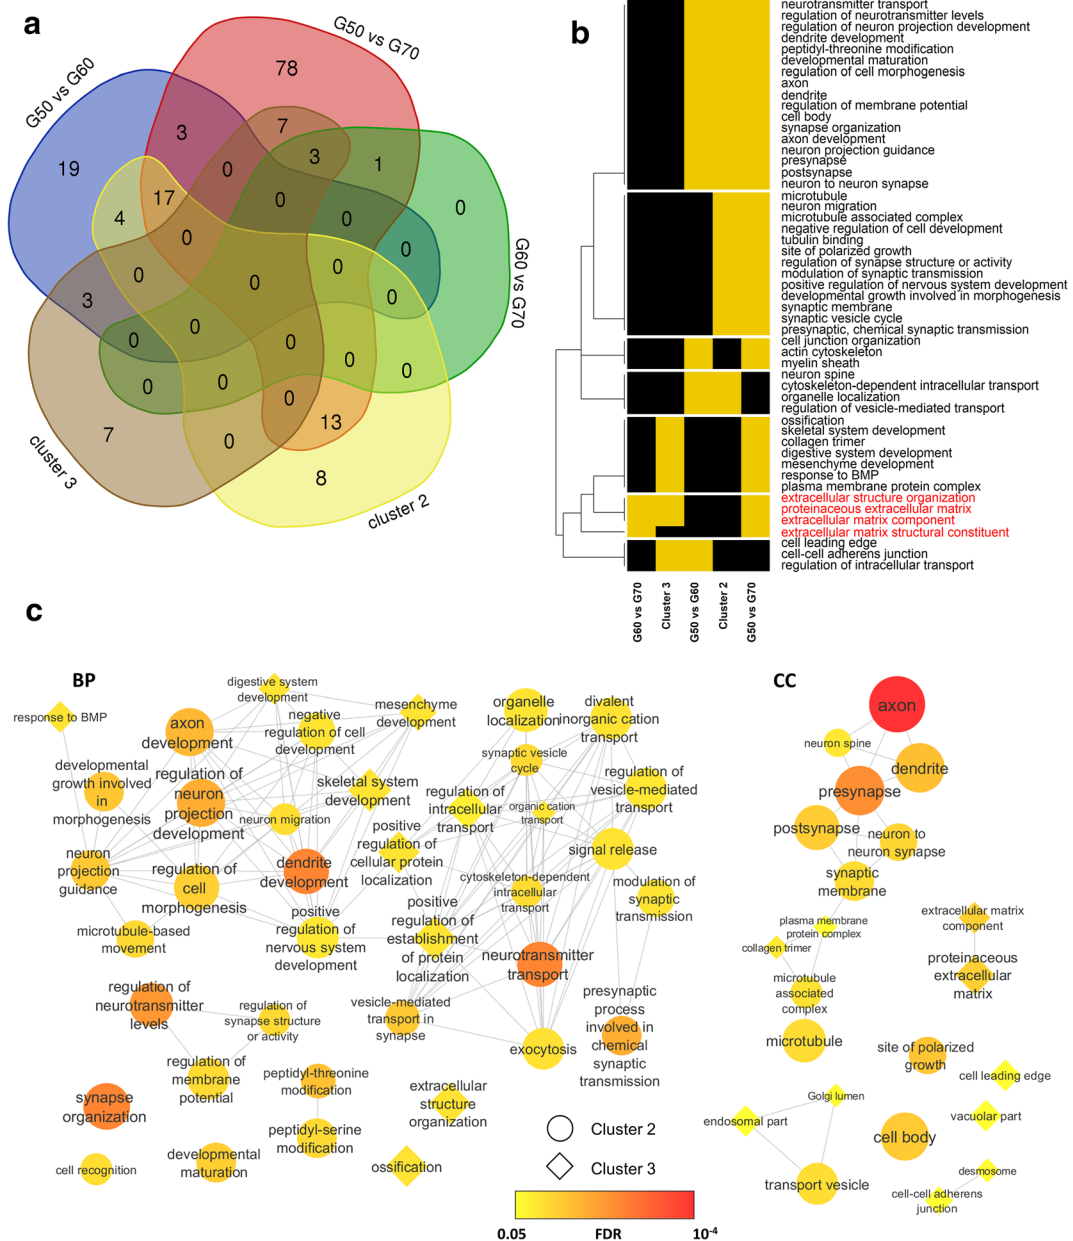 a
G50 vs G60
G50 vs G70
G60 vs G70
cluster 3
cluster 2
78
3
7
19
0
3
1
17
0
0
4
0
0
0
0
0
0
3
0
0
0
0
0
0
0
0
0
0
13
7
0
8
b
neurotransmitter transport
regulation of neurotransmitter levels
regulation of neuron projection development
dendrite development
peptidyl-threonine modification
developmental maturation
regulation of cell morphogenesis
axon
dendrite
regulation of membrane potential
cell body
synapse organization
axon development
neuron projection guidance
presynapse
postsynapse
neuron to neuron synapse
microtubule
neuron migration
microtubule associated complex
negative regulation of cell development
tubulin binding
site of polarized growth
regulation of synapse structure or activity
modulation of synaptic transmission
positive regulation of nervous system development
developmental growth involved in morphogenesis
synaptic membrane
synaptic vesicle cycle
presynaptic, chemical synaptic transmission
cell junction organization
actin cytoskeleton
myelin sheath
neuron spine
cytoskeleton-dependent intracellular transport
organelle localization
regulation of vesicle-mediated transport
ossification
skeletal system development
collagen trimer
digestive system development
mesenchyme development
response to BMP
plasma membrane protein complex
extracellular structure organization
proteinaceous extracellular matrix
extracellular matrix component
extracellular matrix structural constituent
cell leading edge
cell-cell adherens junction
regulation of intracellular transport
G60 vs G70
Cluster 3
G50 vs G60
Cluster 2
G50 vs G70
c
BP
response to BMP
digestive system
development
axon
development
negative
regulation of cell
development
mesenchyme
development
developmental
growth involved
in
morphogenesis
regulation of
neuron
projection
development
neuron migration
skeletal system
development
neuron
projection
guidance
regulation of
cell
morphogenesis
dendrite
development
positive
regulation of
cellular protein
localization
microtubule-based
movement
positive
regulation of
nervous system
development
organelle
localization
divalent
inorganic cation
transport
synaptic vesicle
cycle
regulation of
intracellular
transport
organic cation
transport
regulation of
vesicle-mediated
transport
signal release
cytoskeleton-dependent
intracellular
transport
modulation of
synaptic
transmission
positive
regulation of
establishment
of protein
localization
neurotransmitter
transport
vesicle-mediated
transport in
synapse
exocytosis
presynaptic
process
involved in
chemical
synaptic
transmission
regulation of
neurotransmitter
levels
regulation of
synapse structure
or activity
regulation of
membrane
potential
synapse
organization
peptidyl-threonine
modification
peptidyl-serine
modification
extracellular
structure
organization
cell recognition
developmental
maturation
ossification
Cluster 2
Cluster 3
0.05
FDR
10⁻⁴
CC
axon
neuron spine
dendrite
presynapse
postsynapse
neuron to
neuron synapse
synaptic
membrane
plasma membrane
protein complex
collagen trimer
microtubule
associated
complex
microtubule
extracellular matrix
component
proteinaceous
extracellular
matrix
site of polarized
growth
cell leading edge
Golgi lumen
endosomal part
vacuolar part
cell body
transport vesicle
desmosome
cell-cell adherens
junction